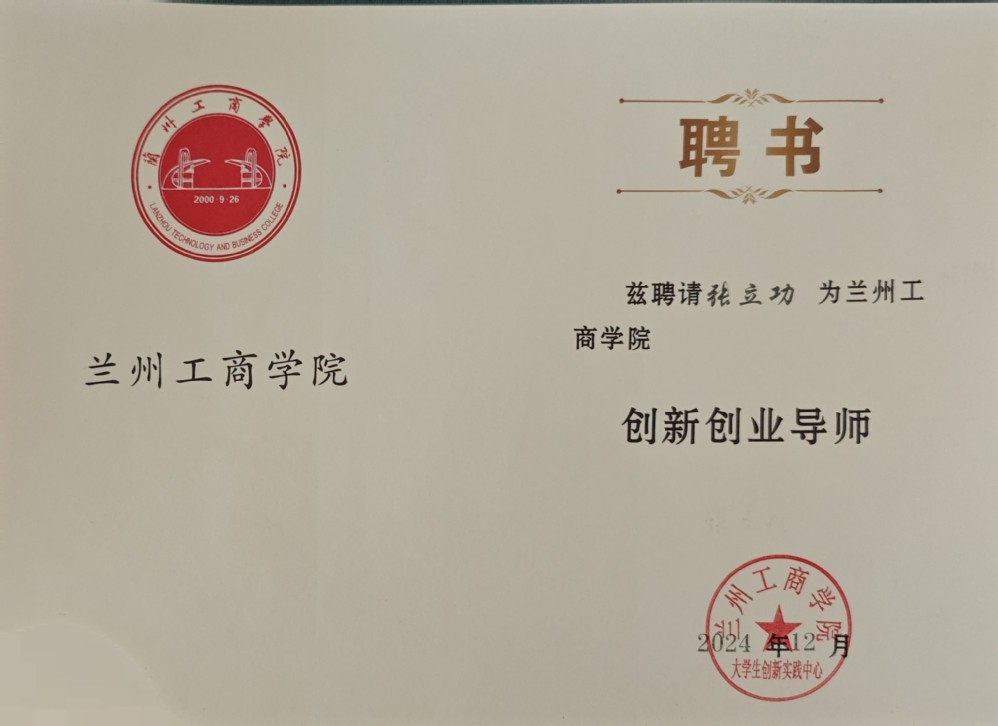 蘭州工商學院
2000·9·26
LANZHOU TECHNOLOGY AND BUSINESS COLLEGE
兰州工商学院
聘书
兹聘请张立功 为兰州工
商学院
创新创业导师
兰州工商学院
2024 年12 月
大学生创新实践中心